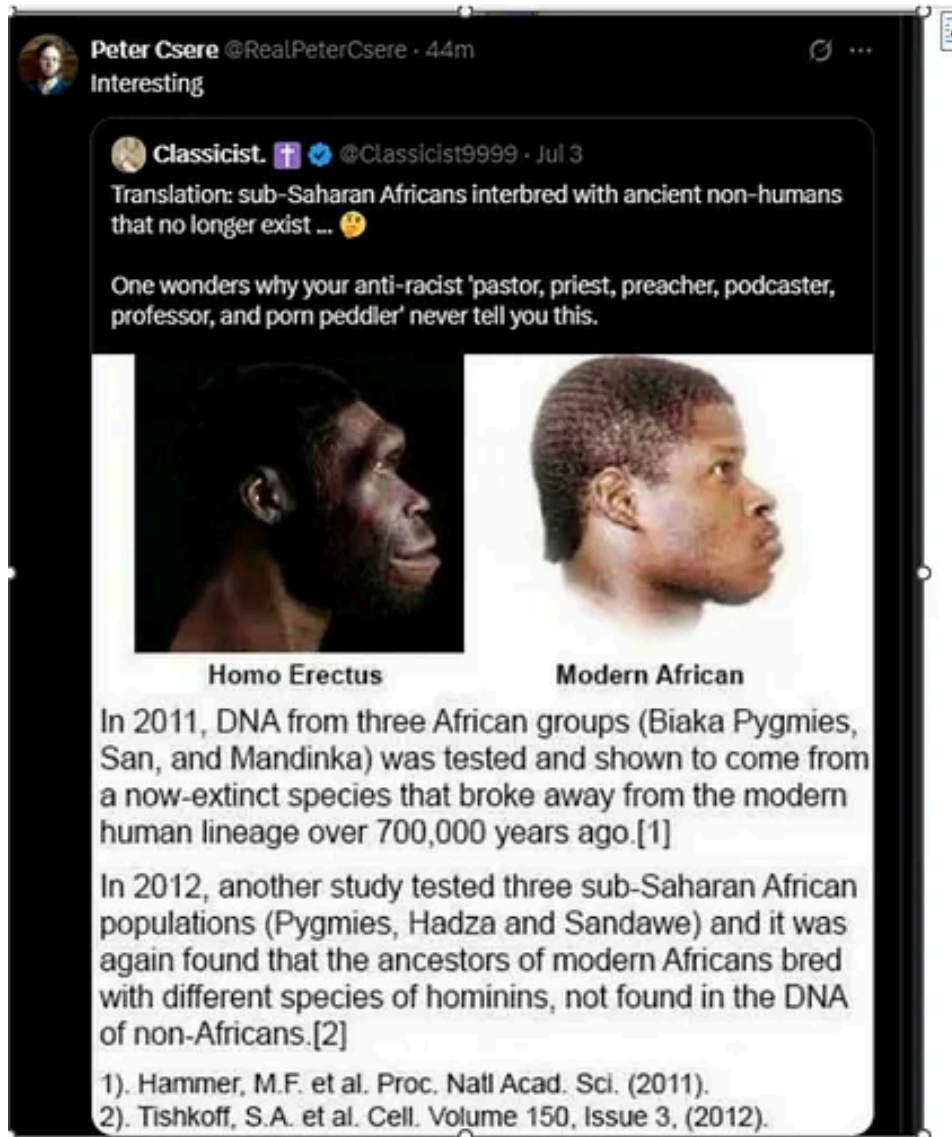 Peter Csere @RealPeterCsere · 44m
Interesting
Classicist. @Classicist9999 · Jul 3
Translation: sub-Saharan Africans interbred with ancient non-humans
that no longer exist ...
One wonders why your anti-racist 'pastor, priest, preacher, podcaster,
professor, and porn peddler' never tell you this.
Homo Erectus
Modern African
In 2011, DNA from three African groups (Biaka Pygmies,
San, and Mandinka) was tested and shown to come from
a now-extinct species that broke away from the modern
human lineage over 700,000 years ago.[1]
In 2012, another study tested three sub-Saharan African
populations (Pygmies, Hadza and Sandawe) and it was
again found that the ancestors of modern Africans bred
with different species of hominins, not found in the DNA
of non-Africans.[2]
1). Hammer, M.F. et al. Proc. Natl Acad. Sci. (2011).
2). Tishkoff, S.A. et al. Cell. Volume 150, Issue 3, (2012).